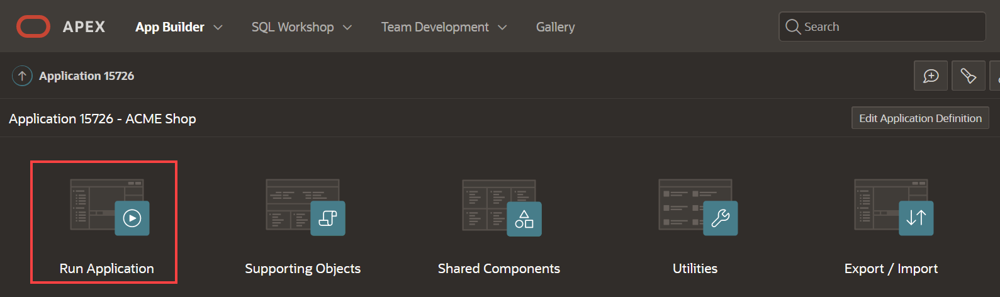 APEX App Builder SQL Workshop Team Development Gallery Search
Application 15726
Application 15726 - ACME Shop Edit Application Definition
Run Application Supporting Objects Shared Components Utilities Export / Import